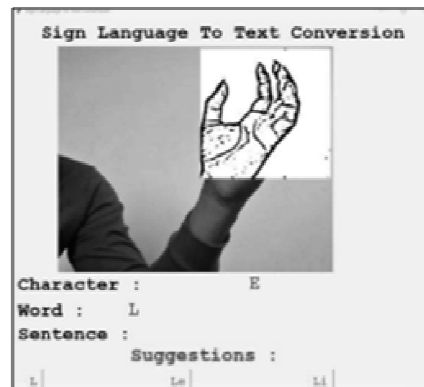 Sign Language To Text Conversion
Character : E
Word : L
Sentence :
Suggestions :
L Le Li